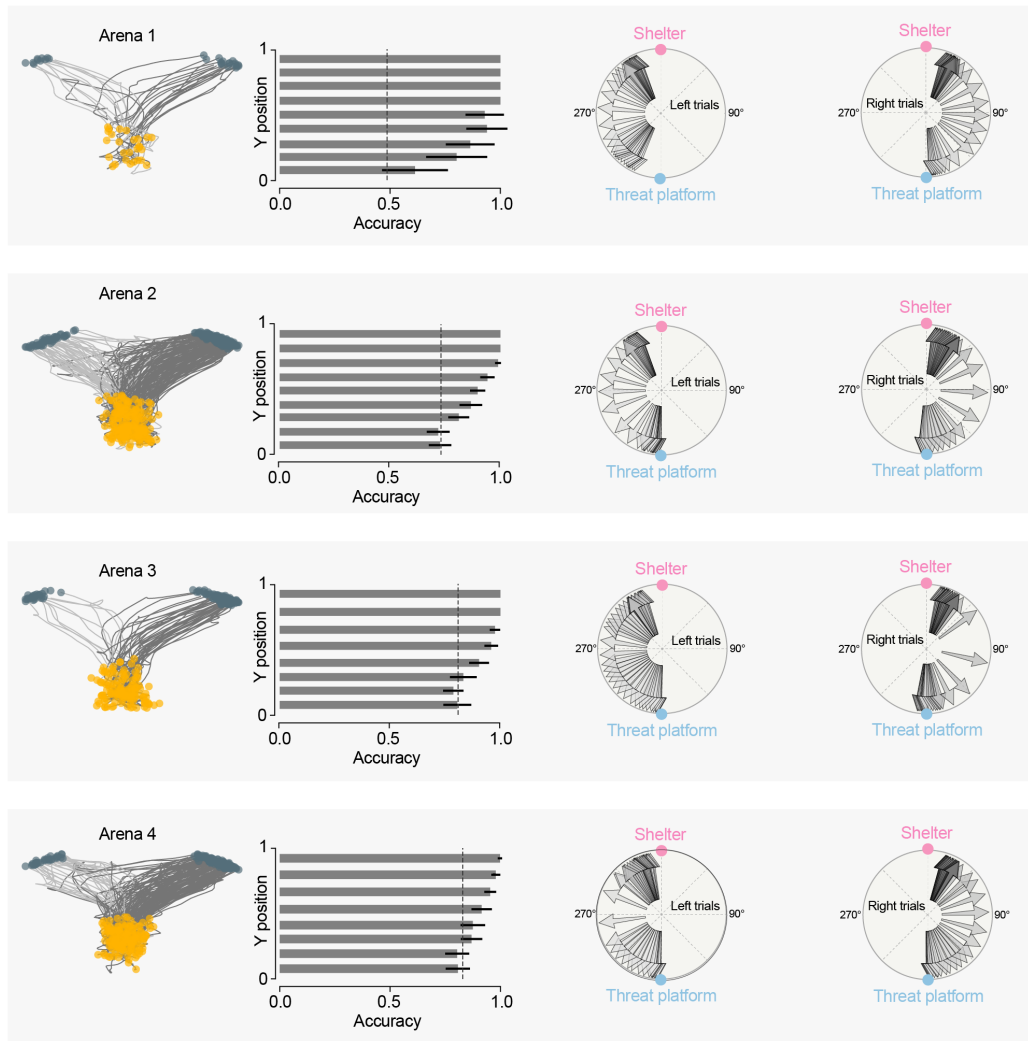 Arena 1
Y position
1
0
0.0 0.5 1.0
Accuracy
Shelter
270° Left trials 90°
Threat platform
Shelter
270° Right trials 90°
Threat platform
Arena 2
Y position
1
0
0.0 0.5 1.0
Accuracy
Shelter
270° Left trials 90°
Threat platform
Shelter
270° Right trials 90°
Threat platform
Arena 3
Y position
1
0
0.0 0.5 1.0
Accuracy
Shelter
270° Left trials 90°
Threat platform
Shelter
270° Right trials 90°
Threat platform
Arena 4
Y position
1
0
0.0 0.5 1.0
Accuracy
Shelter
270° Left trials 90°
Threat platform
Shelter
270° Right trials 90°
Threat platform